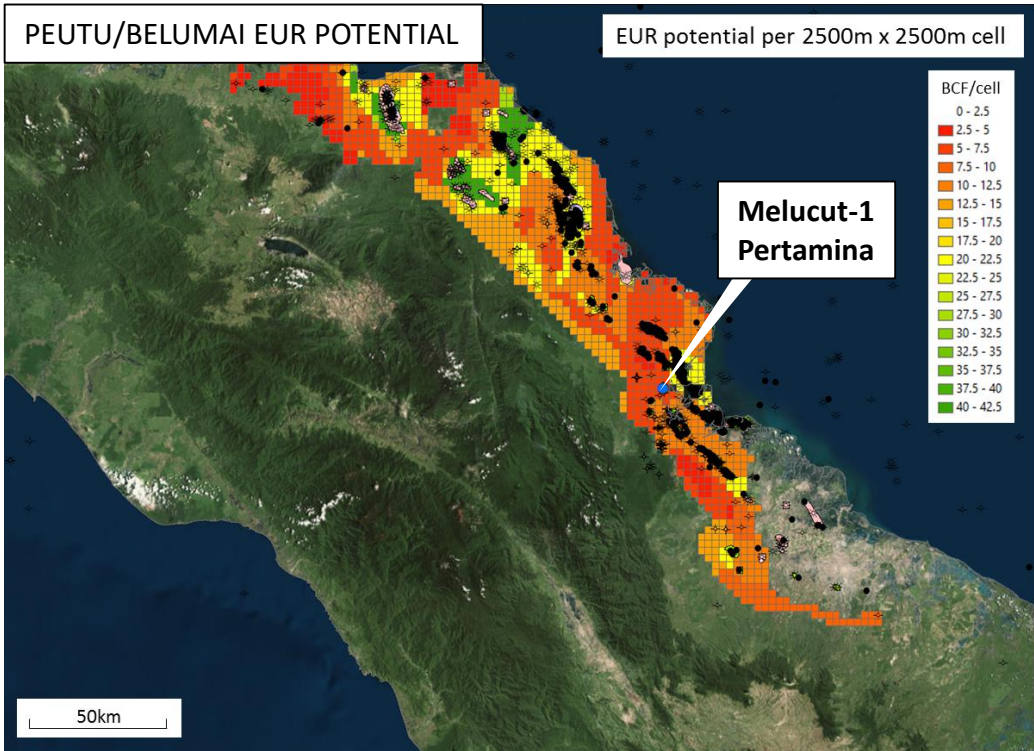 PEUTU/BELUMAI EUR POTENTIAL
EUR potential per 2500m x 2500m cell
BCF/cell
0 - 2.5
2.5 - 5
5 - 7.5
7.5 - 10
10 - 12.5
12.5 - 15
15 - 17.5
17.5 - 20
20 - 22.5
22.5 - 25
25 - 27.5
27.5 - 30
30 - 32.5
32.5 - 35
35 - 37.5
37.5 - 40
40 - 42.5
Melucut-1
Pertamina
50km